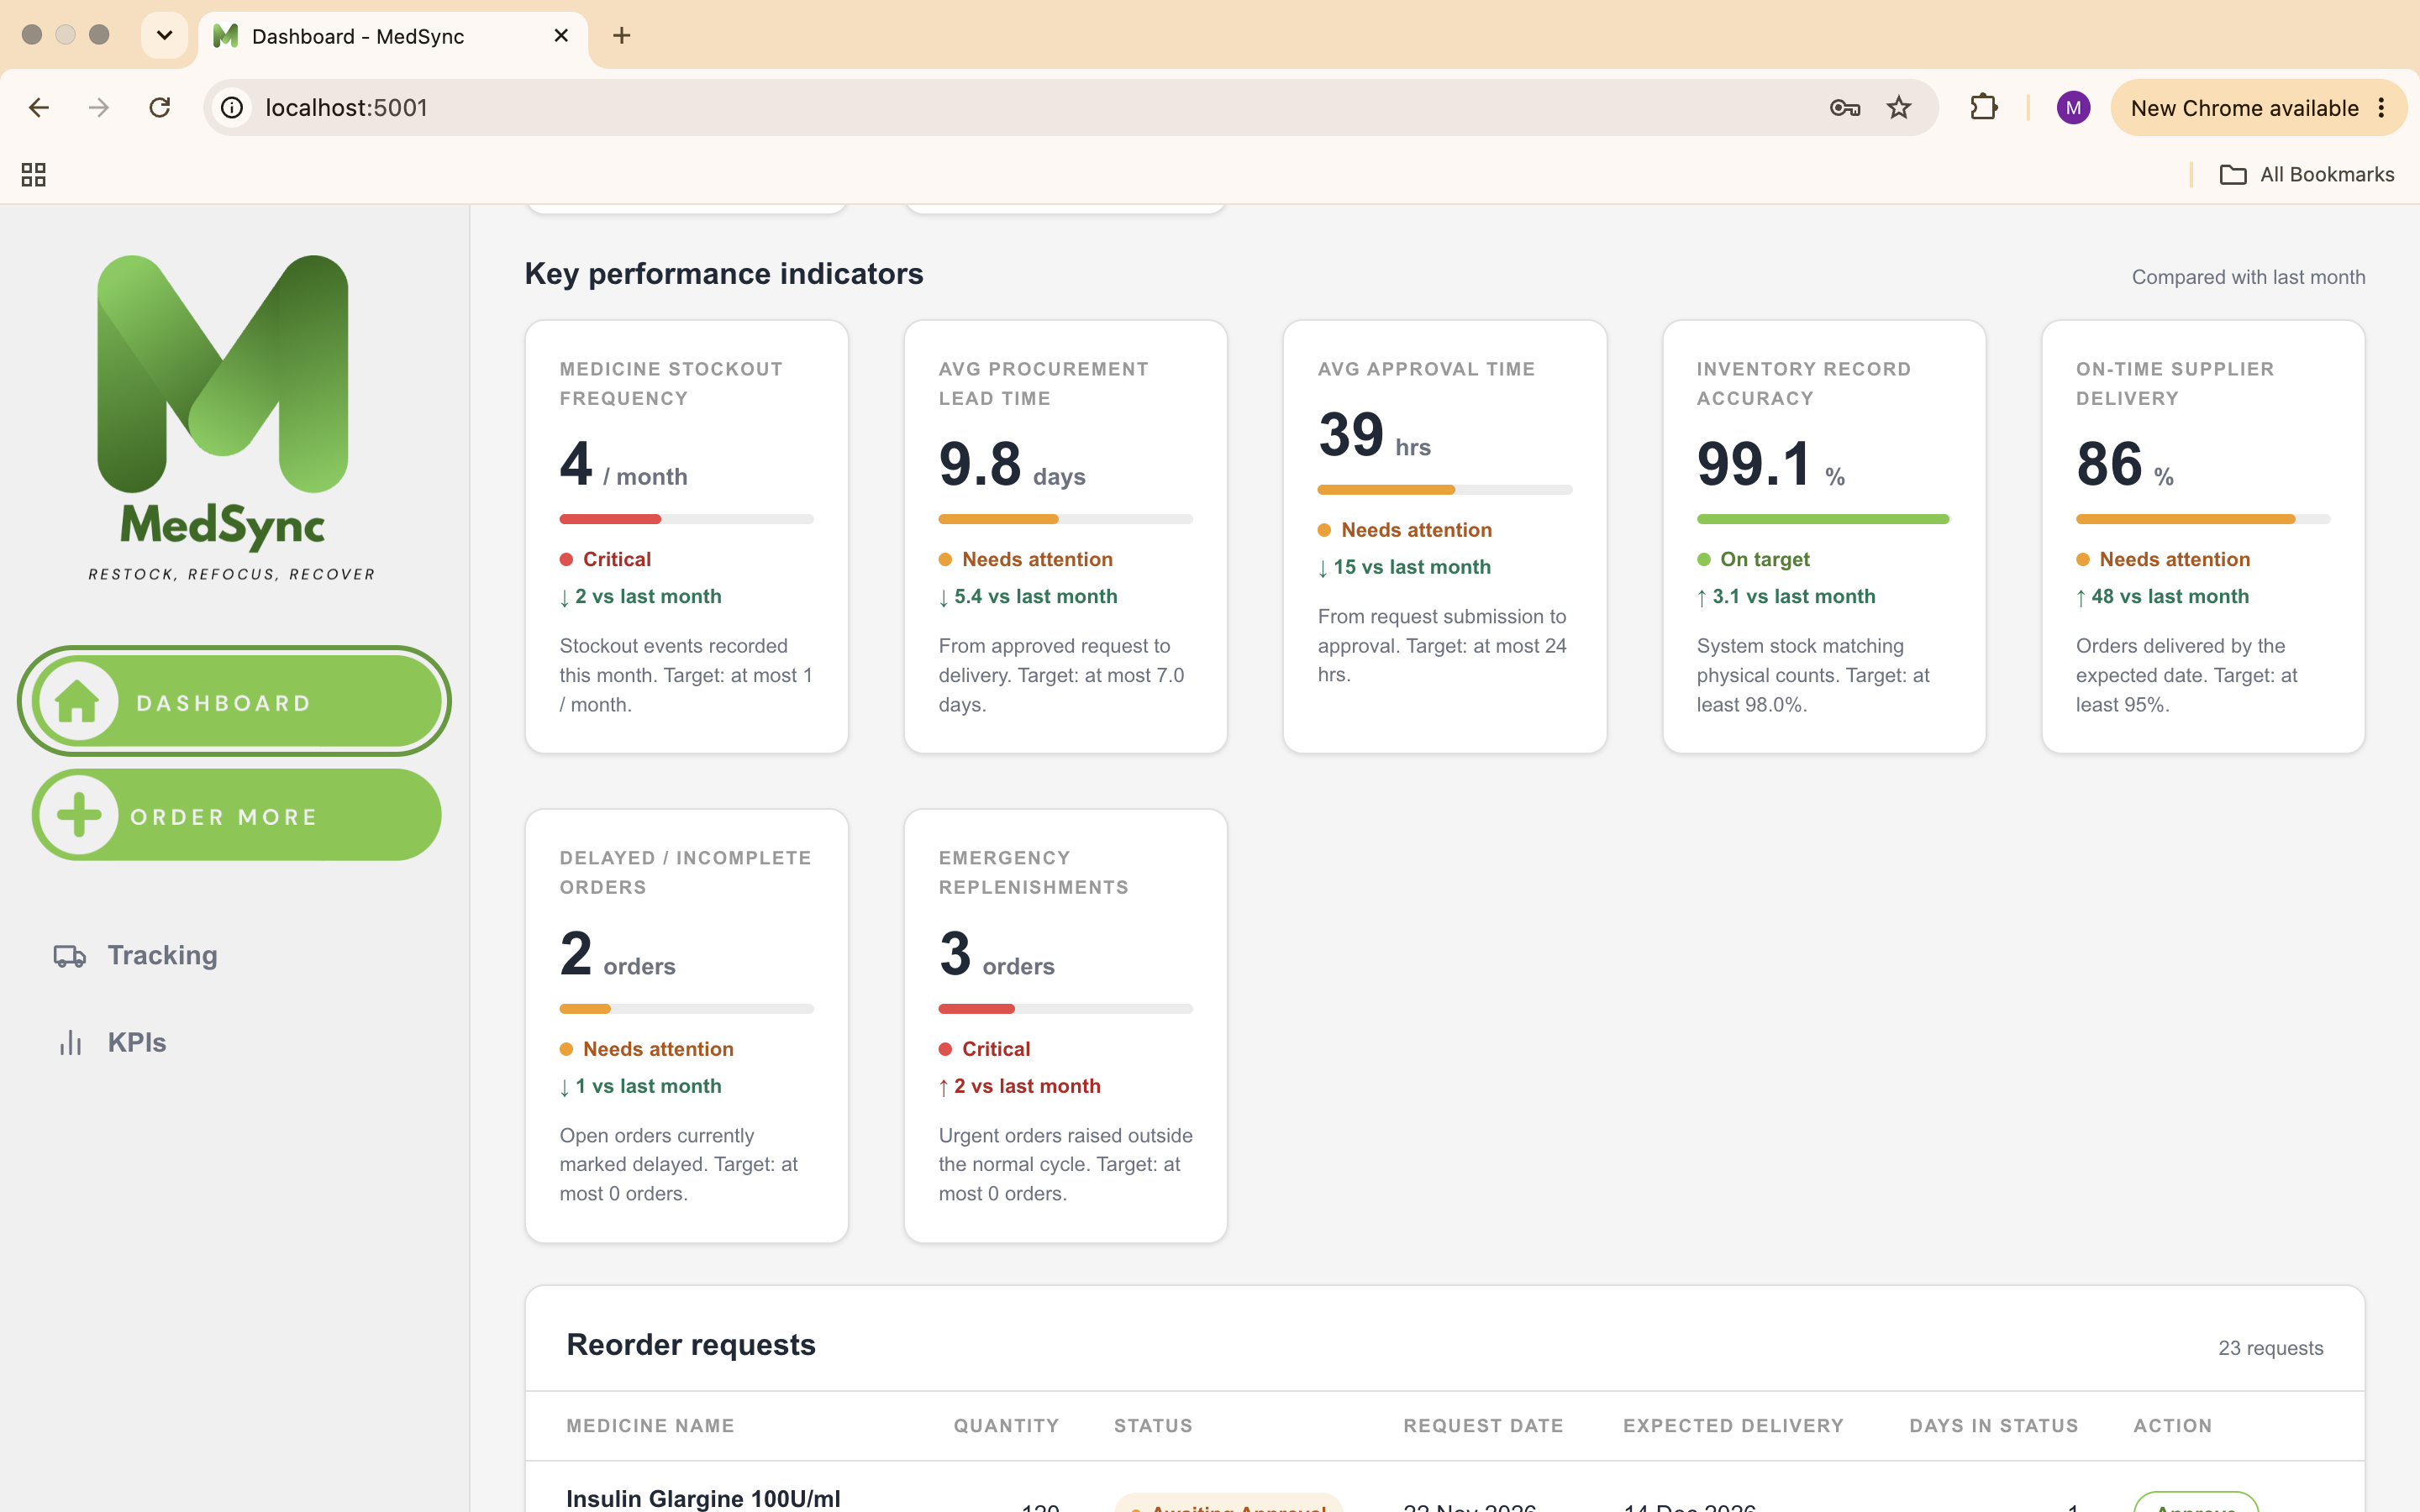 Dashboard - MedSync
localhost:5001
M
New Chrome available
All Bookmarks
MedSync
RESTOCK, REFOCUS, RECOVER
DASHBOARD
ORDER MORE
Tracking
KPIs
Key performance indicators
Compared with last month
MEDICINE STOCKOUT
FREQUENCY
4 / month
Critical
↓ 2 vs last month
Stockout events recorded
this month. Target: at most 1
/ month.
AVG PROCUREMENT
LEAD TIME
9.8 days
Needs attention
↓ 5.4 vs last month
From approved request to
delivery. Target: at most 7.0
days.
AVG APPROVAL TIME
39 hrs
Needs attention
↓ 15 vs last month
From request submission to
approval. Target: at most 24
hrs.
INVENTORY RECORD
ACCURACY
99.1 %
On target
↑ 3.1 vs last month
System stock matching
physical counts. Target: at
least 98.0%.
ON-TIME SUPPLIER
DELIVERY
86 %
Needs attention
↑ 48 vs last month
Orders delivered by the
expected date. Target: at
least 95%.
DELAYED / INCOMPLETE
ORDERS
2 orders
Needs attention
↓ 1 vs last month
Open orders currently
marked delayed. Target: at
most 0 orders.
EMERGENCY
REPLENISHMENTS
3 orders
Critical
↑ 2 vs last month
Urgent orders raised outside
the normal cycle. Target: at
most 0 orders.
Reorder requests
23 requests
MEDICINE NAME QUANTITY STATUS REQUEST DATE EXPECTED DELIVERY DAYS IN STATUS ACTION
Insulin Glargine 100U/ml
Awaiting Approval